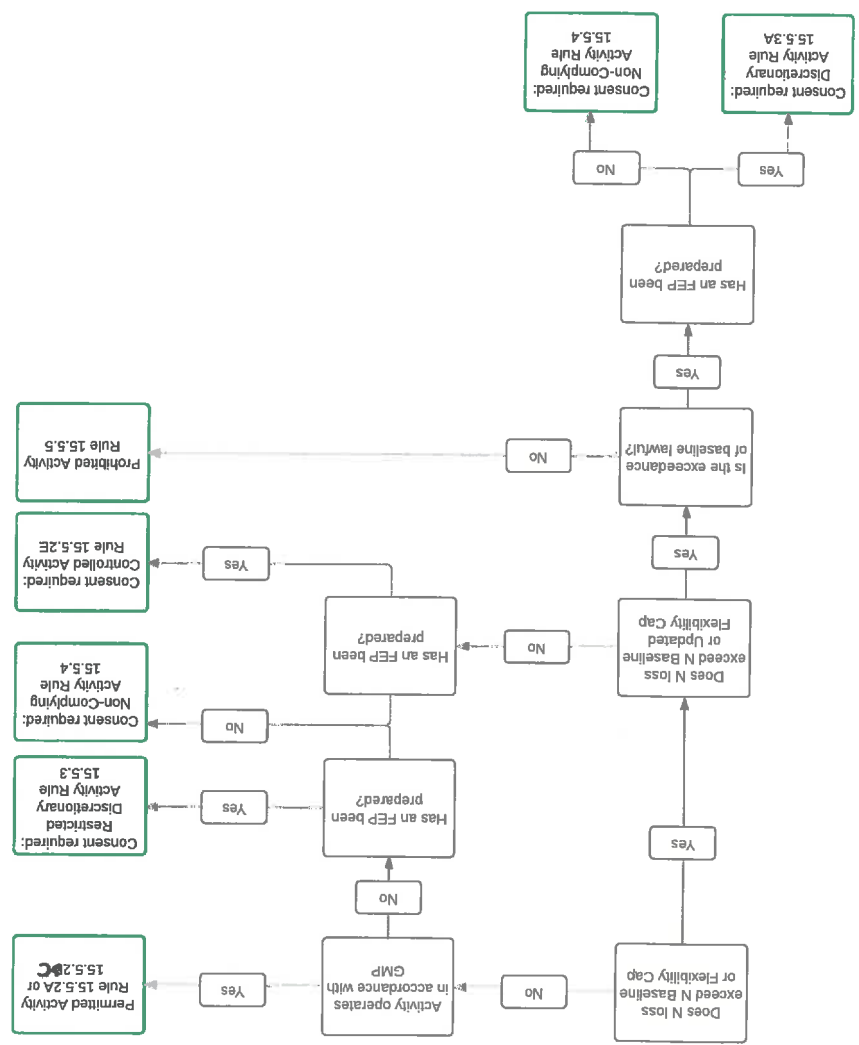 Does N loss
exceed N Baseline
or Flexibility Cap
No
Activity operates
in accordance with
GMP
Yes
Permitted Activity
Rule 15.5.2A or
15.5.2C
No
Yes
Has an FEP been
prepared?
Yes
Consent required:
Restricted
Discretionary
Activity Rule
15.5.3
No
Consent required:
Non-Complying
Activity Rule
15.5.4
Does N loss
exceed N Baseline
or Updated
Flexibility Cap
No
Has an FEP been
prepared?
Yes
Consent required:
Controlled Activity
Rule 15.5.2E
Yes
Is the exceedance
of baseline lawful?
No
Prohibited Activity
Rule 15.5.5
Yes
Has an FEP been
prepared?
Yes
No
Consent required:
Discretionary
Activity Rule
15.5.3A
Consent required:
Non-Complying
Activity Rule
15.5.4